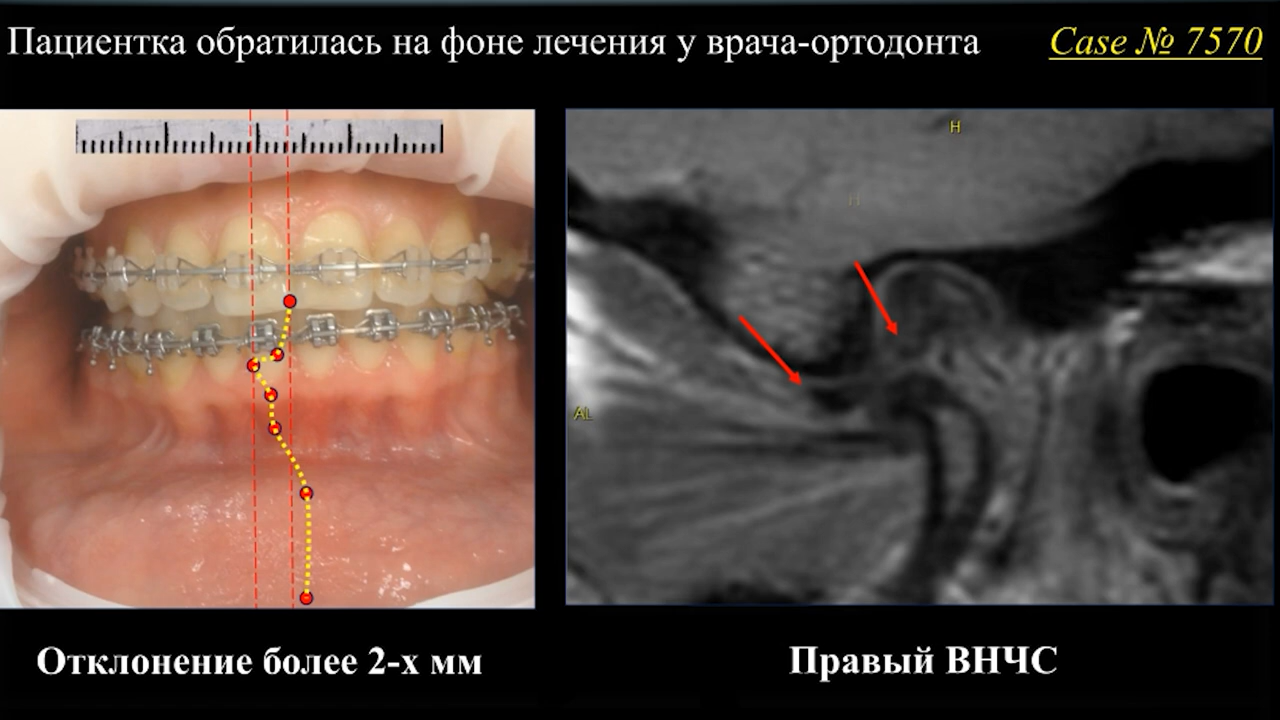 Пациентка обратилась на фоне лечения у врача-ортодонта
Case № 7570
H
H
AL
Отклонение более 2-х мм
Правый ВНЧС